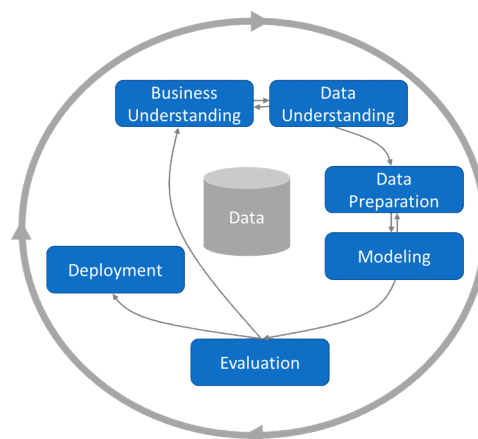 Business
Understanding
Data
Understanding
Data
Preparation
Data
Modeling
Deployment
Evaluation